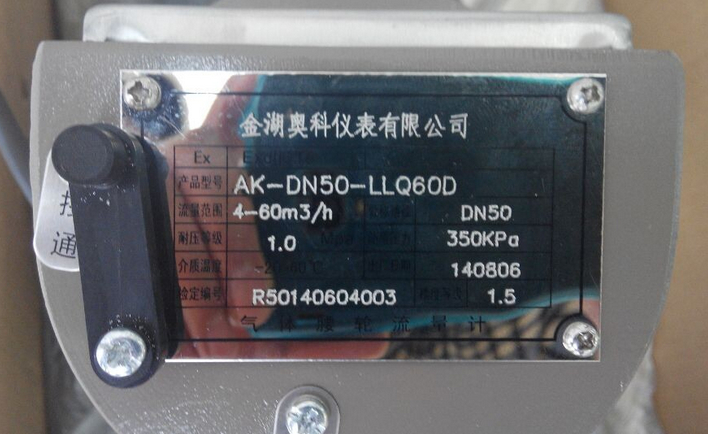 金湖奥科仪表有限公司
Ex
产品型号 AK-DN50-LLQ60D
流量范围 4-60m3/h DN50
耐压等级 1.0 Mpa 350KPa
介质温度 140806
检定编号 R50140604003 1.5
气体腰轮流量计
通